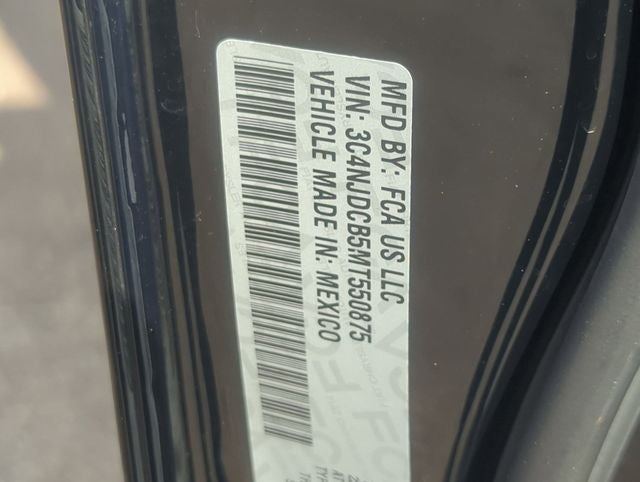 MFD BY: FCA US LLC
VIN: 3C4NJDCB5MT550875
VEHICLE MADE IN: MEXICO